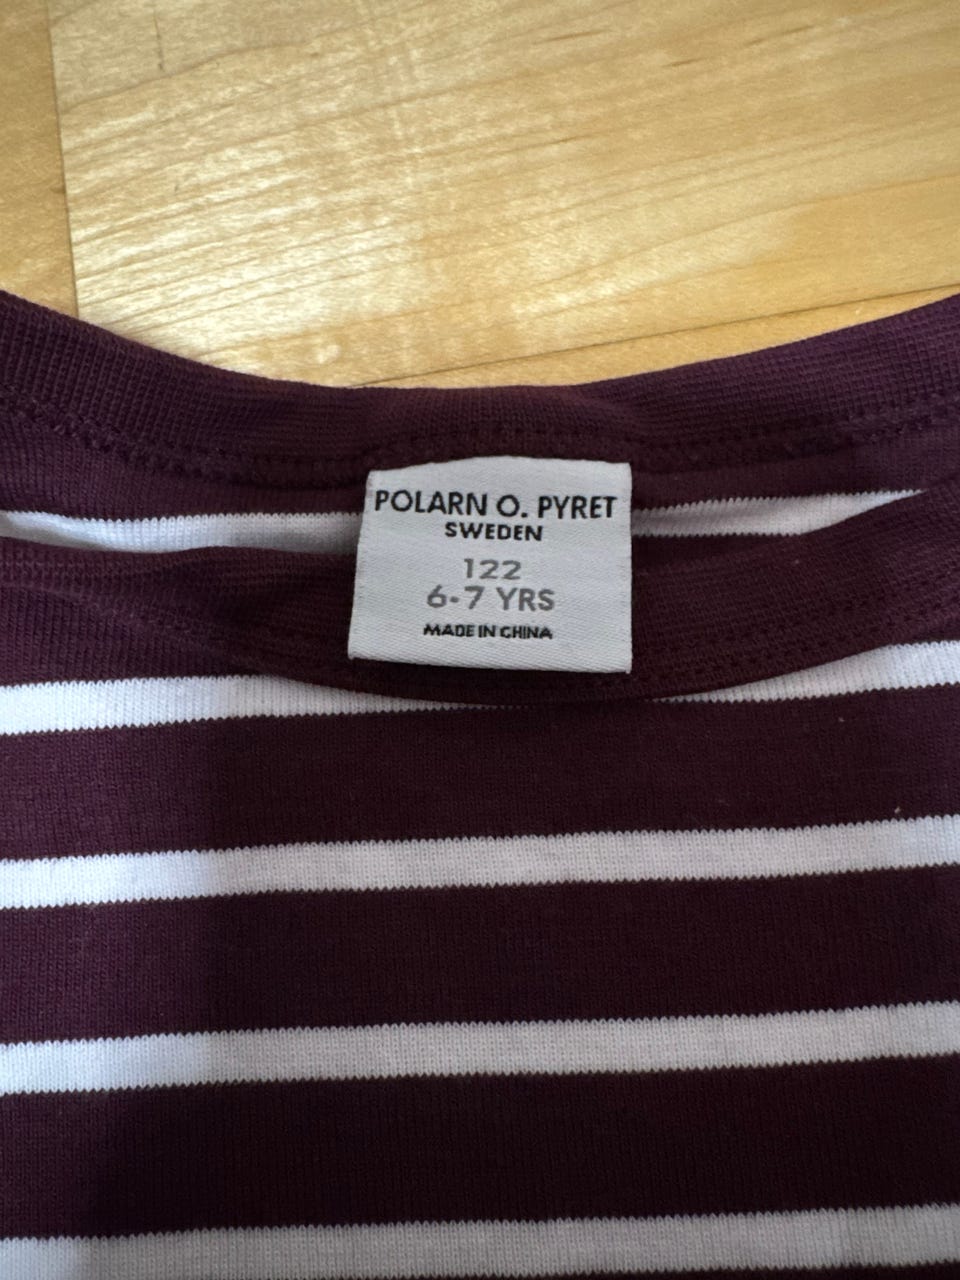 POLARN O. PYRET
SWEDEN
122
6-7 YRS
MADE IN CHINA